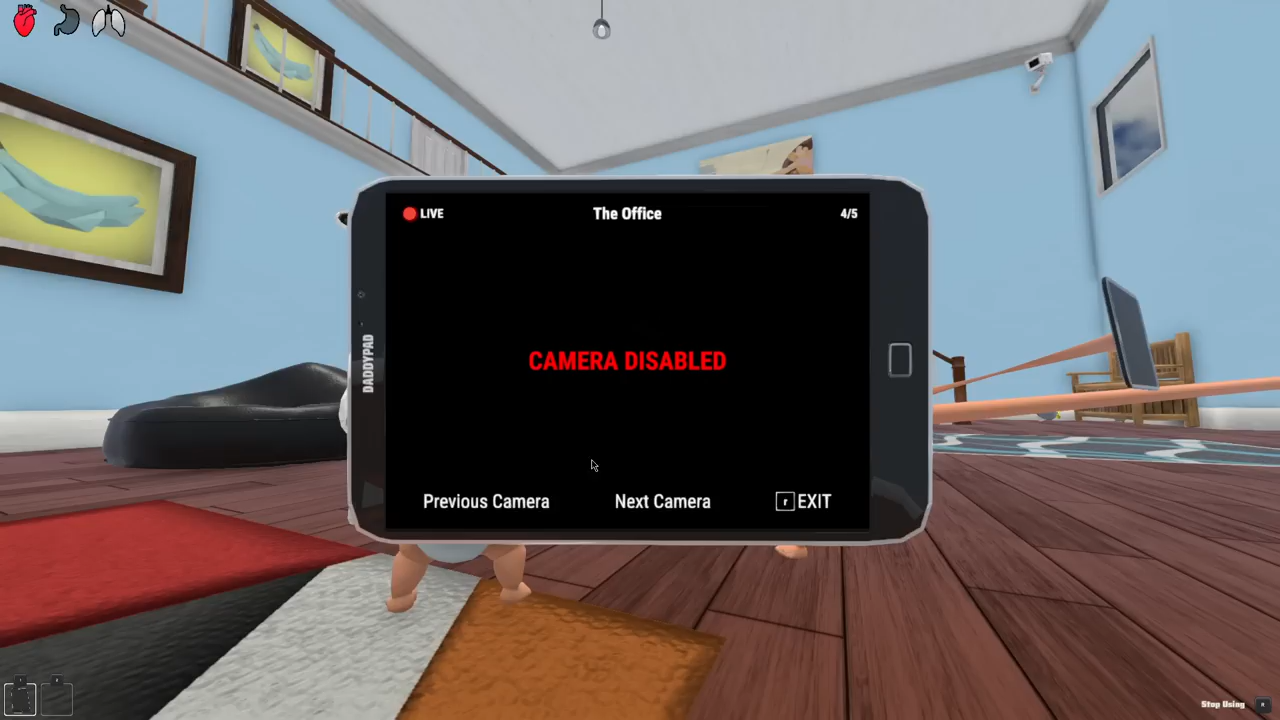 LIVE
The Office
4/5
DADDYPAD
CAMERA DISABLED
Previous Camera
Next Camera
r EXIT
Stop Using